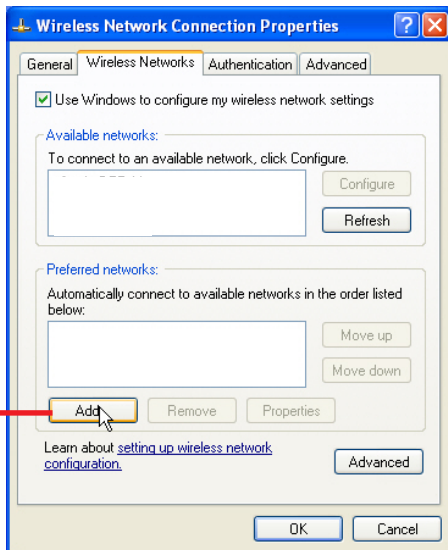 Wireless Network Connection Properties
General Wireless Networks Authentication Advanced
Use Windows to configure my wireless network settings
Available networks:
To connect to an available network, click Configure.
Configure
Refresh
Preferred networks:
Automatically connect to available networks in the order listed
below:
Move up
Move down
Add Remove Properties
Learn about setting up wireless network
configuration.
Advanced
OK Cancel